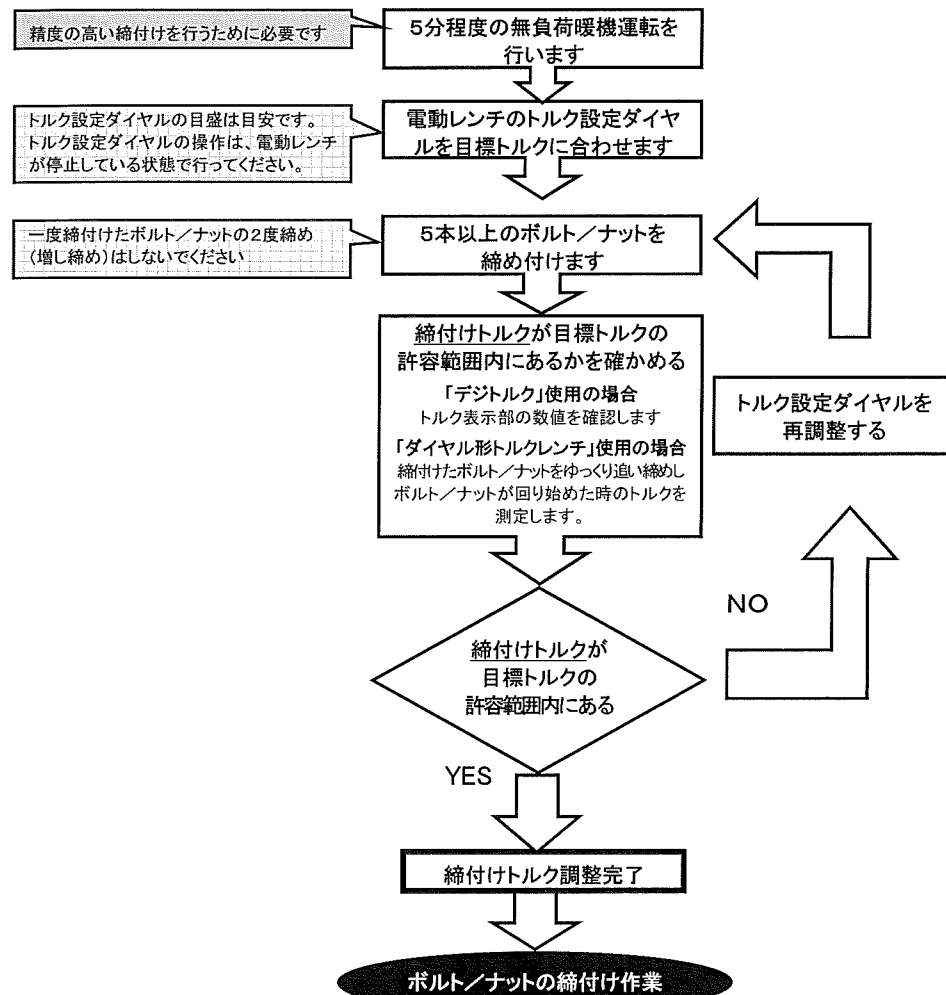 精度の高い締付けを行うために必要です
5分程度の無負荷暖機運転を
行います
トルク設定ダイヤルの目盛は目安です。
トルク設定ダイヤルの操作は、電動レンチ
が停止している状態で行ってください。
電動レンチのトルク設定ダイヤ
ルを目標トルクに合わせます
一度締付けたボルト／ナットの2度締め
(増し締め)はしないでください
5本以上のボルト／ナットを
締め付けます
締付けトルクが目標トルクの
許容範囲内にあるかを確かめる
「デジトルク」使用の場合
トルク表示部の数値を確認します
「ダイヤル形トルクレンチ」使用の場合
締付けたボルト／ナットをゆっくり追い締めし
ボルト／ナットが回り始めた時のトルクを
測定します。
トルク設定ダイヤルを
再調整する
NO
締付けトルクが
目標トルクの
許容範囲内にある
YES
締付けトルク調整完了
ボルト／ナットの締付け作業